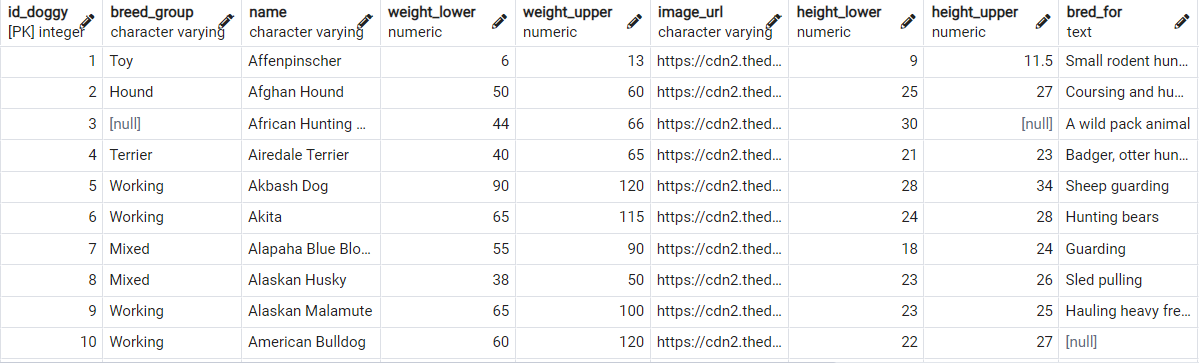 id_doggy breed_group name weight_lower weight_upper image_url height_lower height_upper bred_for
[PK] integer character varying character varying numeric numeric character varying numeric numeric text
1 Toy Affenpinscher 6 13 https://cdn2.thed... 9 11.5 Small rodent hun...
2 Hound Afghan Hound 50 60 https://cdn2.thed... 25 27 Coursing and hu...
3 [null] African Hunting ... 44 66 https://cdn2.thed... 30 [null] A wild pack animal
4 Terrier Airedale Terrier 40 65 https://cdn2.thed... 21 23 Badger, otter hun...
5 Working Akbash Dog 90 120 https://cdn2.thed... 28 34 Sheep guarding
6 Working Akita 65 115 https://cdn2.thed... 24 28 Hunting bears
7 Mixed Alapaha Blue Blo... 55 90 https://cdn2.thed... 18 24 Guarding
8 Mixed Alaskan Husky 38 50 https://cdn2.thed... 23 26 Sled pulling
9 Working Alaskan Malamute 65 100 https://cdn2.thed... 23 25 Hauling heavy fre...
10 Working American Bulldog 60 120 https://cdn2.thed... 22 27 [null]